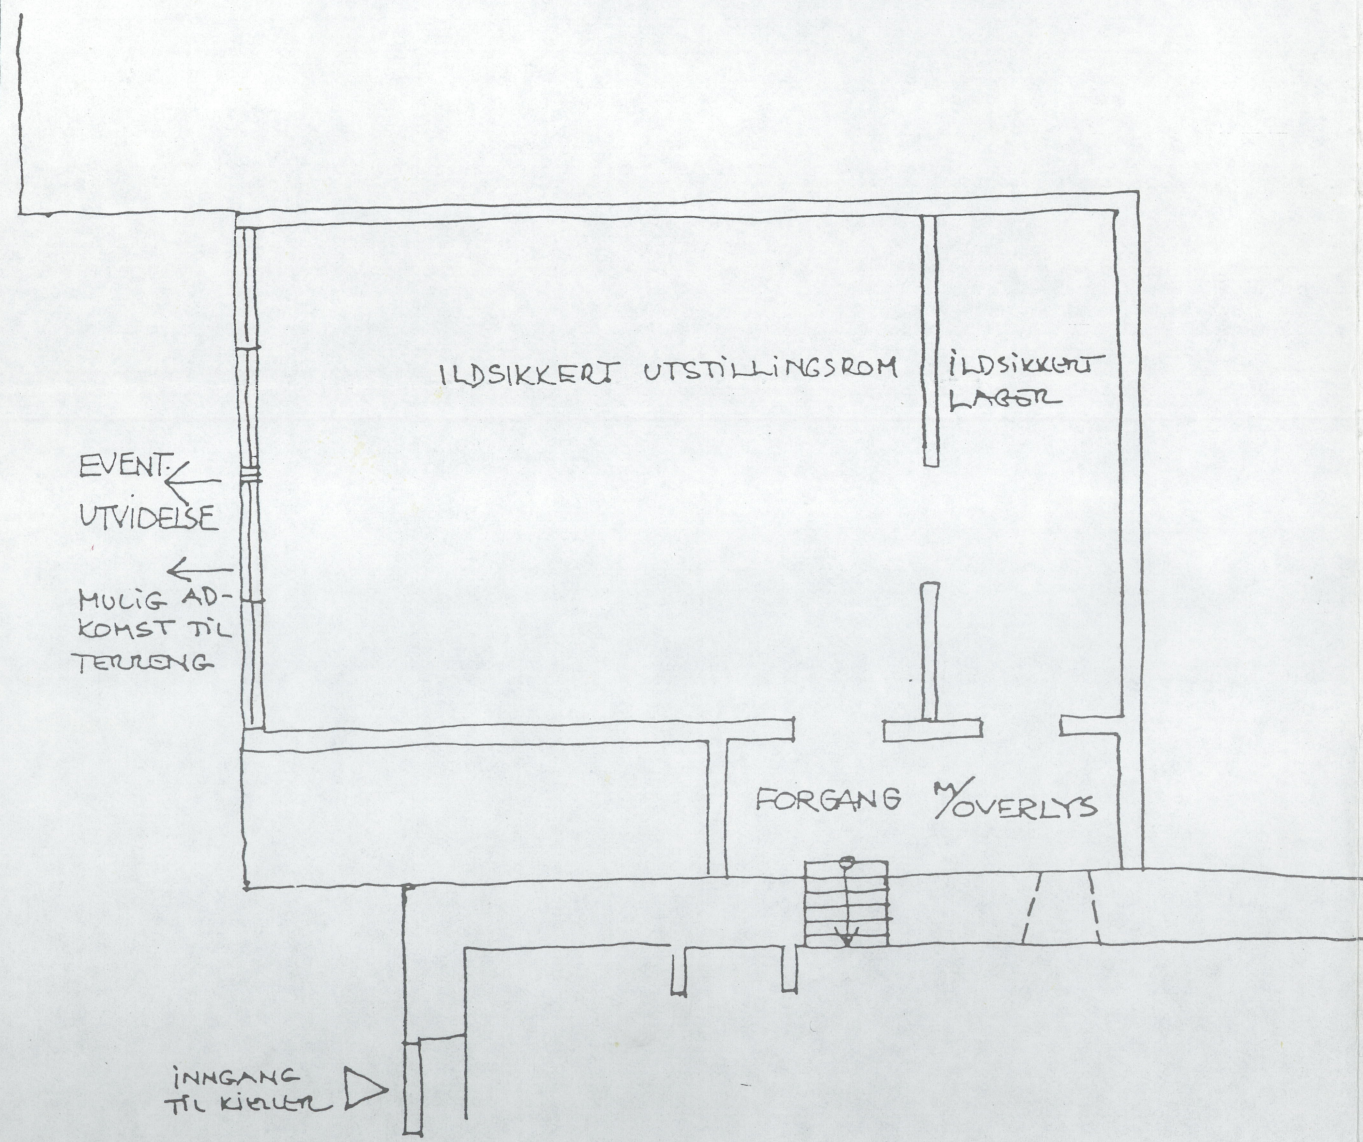 ILDSIKKERT UTSTILLINGSROM
ILDSIKKERT
LAGER
EVENT.
UTVIDELSE
MULIG AD-
KOMST TIL
TERRENG
FORGANG M/OVERLYS
INNGANG
TIL KJELLER